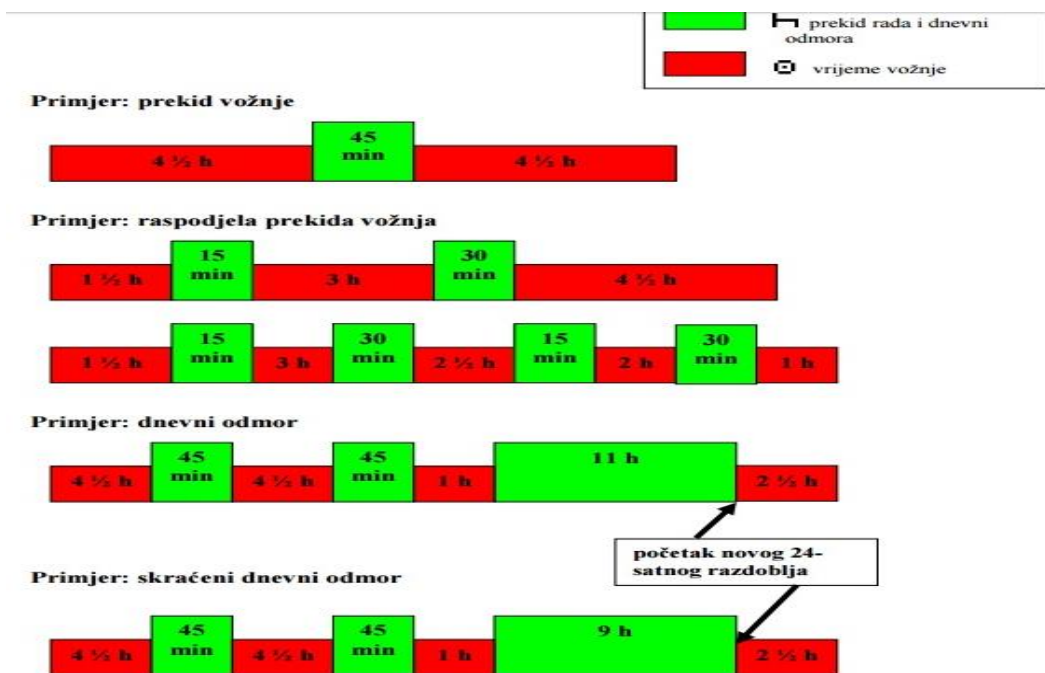 prekid rada i dnevni
odmora
vrijeme vožnje
Primjer: prekid vožnje
45
min
4 ½ h
4 ½ h
Primjer: raspodjela prekida vožnja
15
min
30
min
1 ½ h
3 h
4 ½ h
15
min
30
min
15
min
30
min
1 ½ h
3 h
2 ½ h
2 h
1 h
Primjer: dnevni odmor
45
min
45
min
11 h
4 ½ h
4 ½ h
1 h
2 ½ h
početak novog 24-
satnog razdoblja
Primjer: skraćeni dnevni odmor
45
min
45
min
9 h
4 ½ h
4 ½ h
1 h
2 ½ h